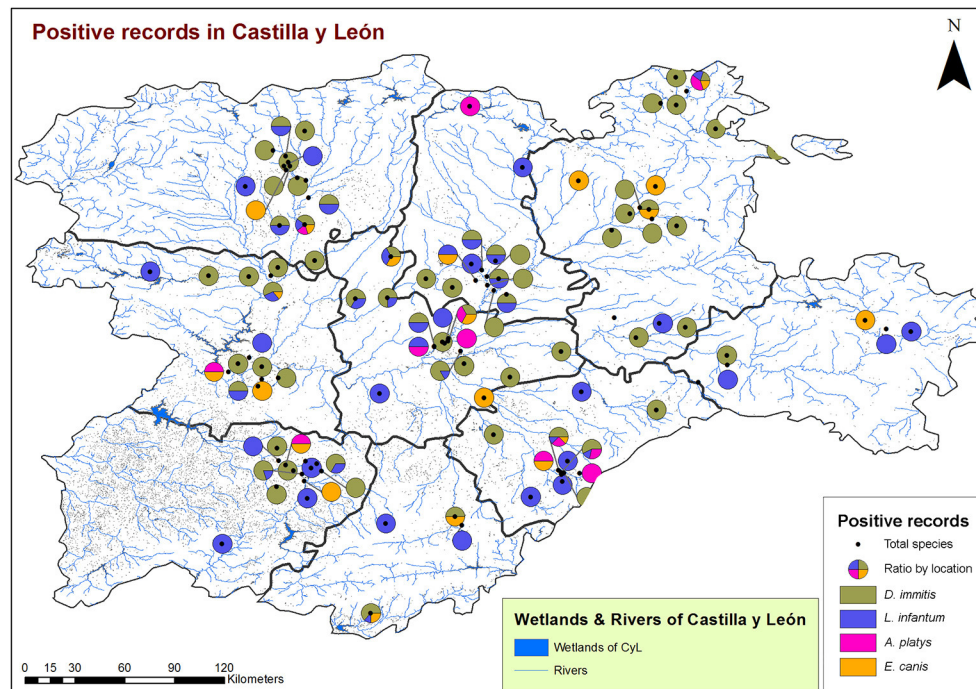 Positive records in Castilla y León
N
Positive records
Total species
Ratio by location
D. immitis
L. infantum
A. platys
E. canis
Wetlands & Rivers of Castilla y León
Wetlands of CyL
Rivers
0 15 30 60 90 120
Kilometers